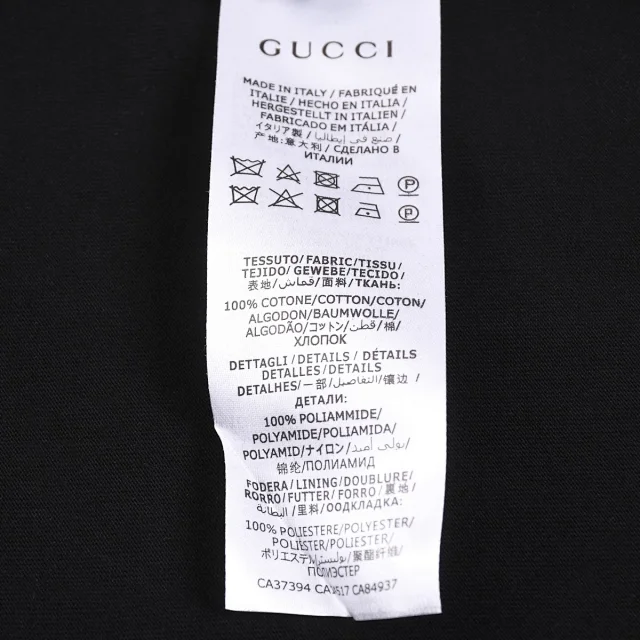 GUCCI
MADE IN ITALY / FABRIQUÉ EN
ITALIE / HECHO EN ITALIA /
HERGESTELLT IN ITALIEN /
FABRICADO EM ITÁLIA /
イタリア製 / صنع في إيطاليا /
产地:意大利 / СДЕЛАНО В
ИТАЛИИ
TESSUTO/FABRIC/TISSU/
TEJIDO/ GEWEBE/TECIDO/
表地/قماش/面料/ТКАНЬ:
100% COTONE/COTTON/COTON/
ALGODON/BAUMWOLLE/
ALGODÃO/コットン/قطن/棉/
ХЛОПОК
DETTAGLI/DETAILS / DÉTAILS
DETALLES / DETAILS /
DETALHES/一部/التفاصيل/镶边 /
ДЕТАЛИ:
100% POLIAMMIDE/
POLYAMIDE/POLIAMIDA/
POLYAMID/ナイロン/بولي أميد/
锦纶/ПОЛИАМИД
FODERA/LINING/DOUBLURE/
RORRO/FUTTER/FORRO/裏地/
البطانة/里料/ООДКЛАДКА:
100% POLIESTERE/POLYESTER/
POLIÈSTER/POLYESTER/
ポリエステル/بوليستر/聚酯纤维/
ПОЛИЭСТЕР
CA37394 CA84937